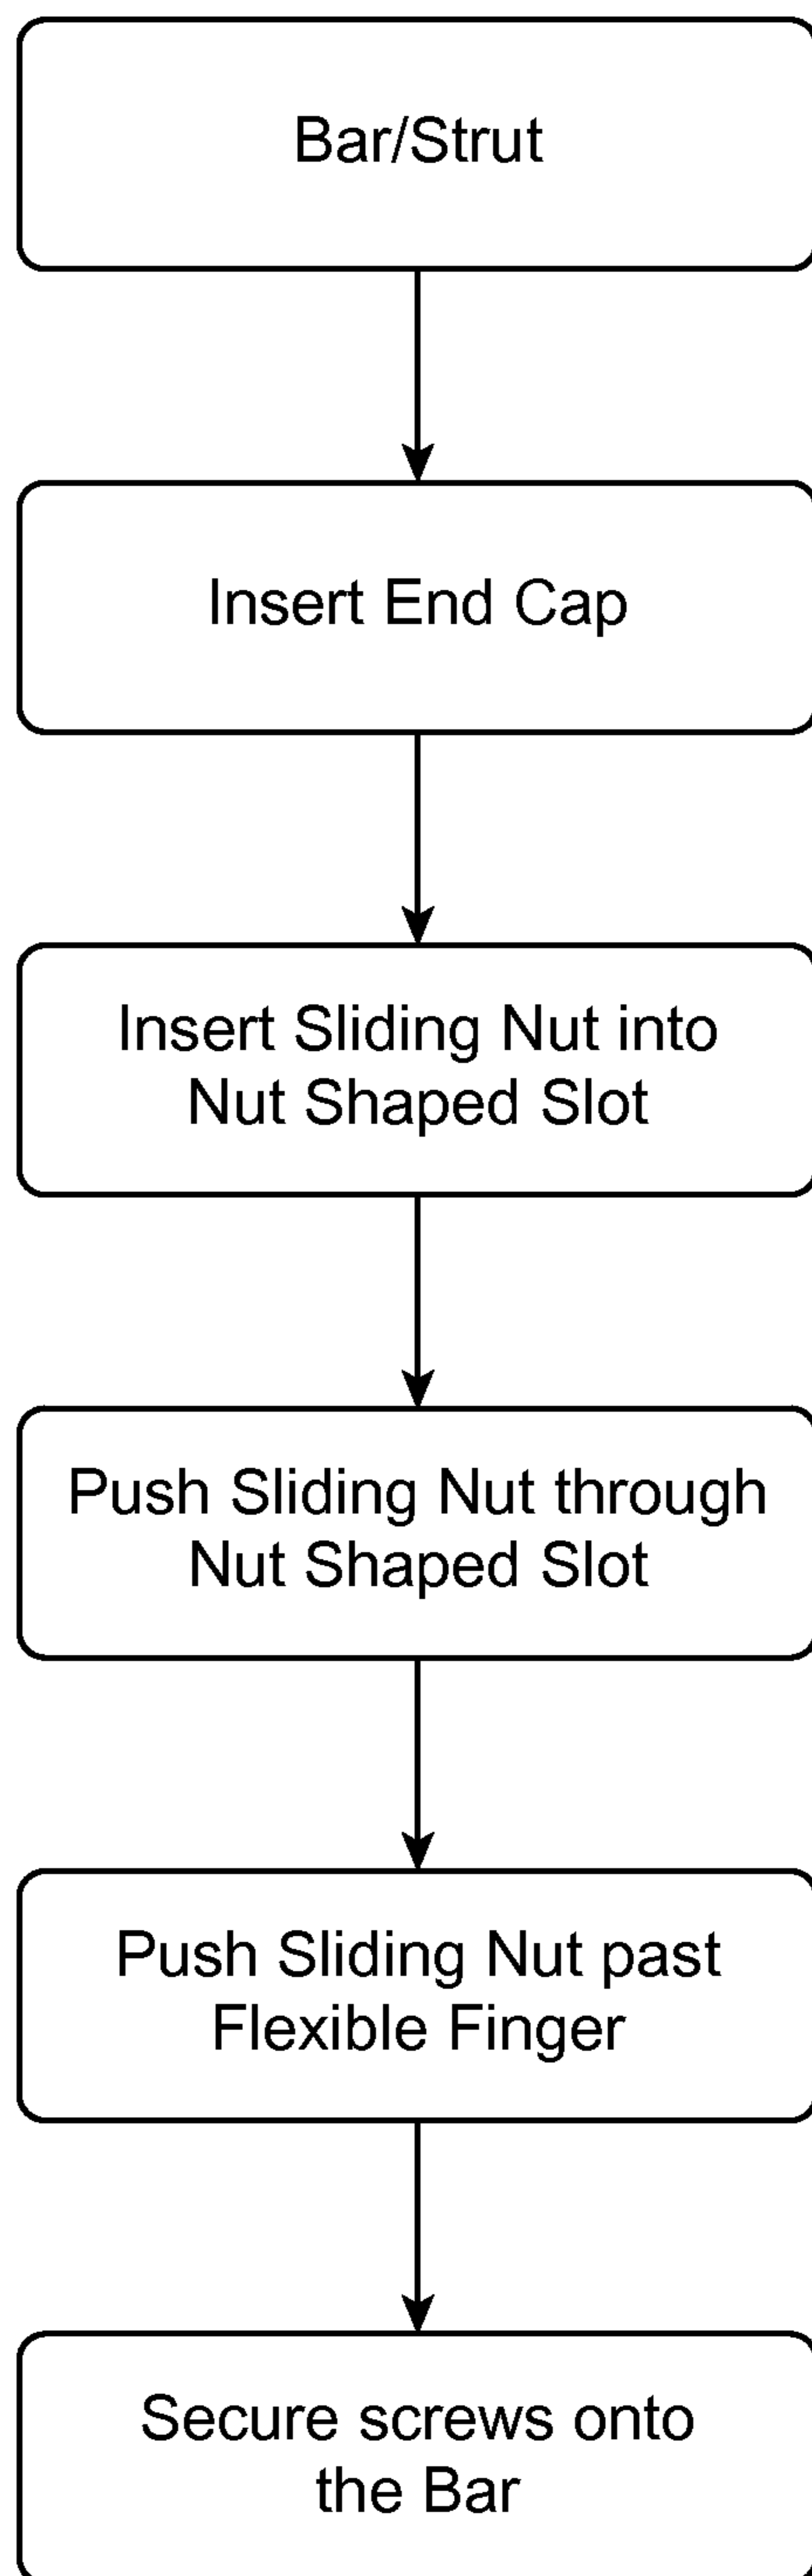 Bar/Strut
Insert End Cap
Insert Sliding Nut into
Nut Shaped Slot
Push Sliding Nut through
Nut Shaped Slot
Push Sliding Nut past
Flexible Finger
Secure screws onto
the Bar